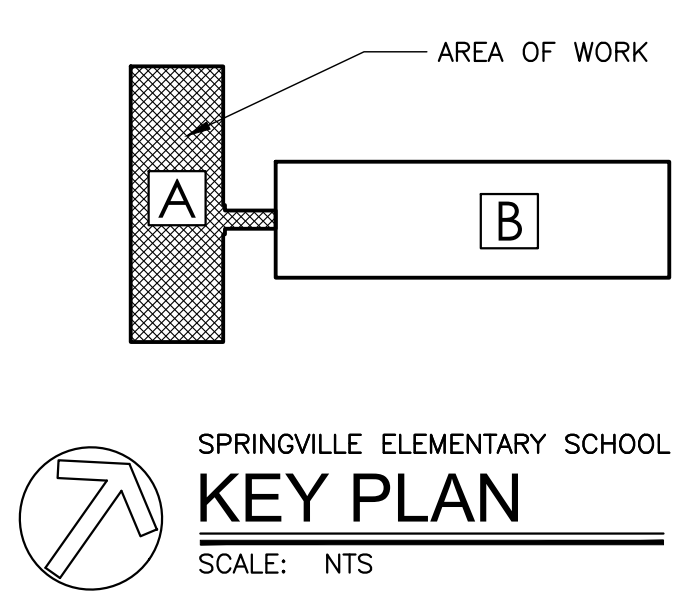 AREA OF WORK
A
B
SPRINGVILLE ELEMENTARY SCHOOL
KEY PLAN
SCALE: NTS